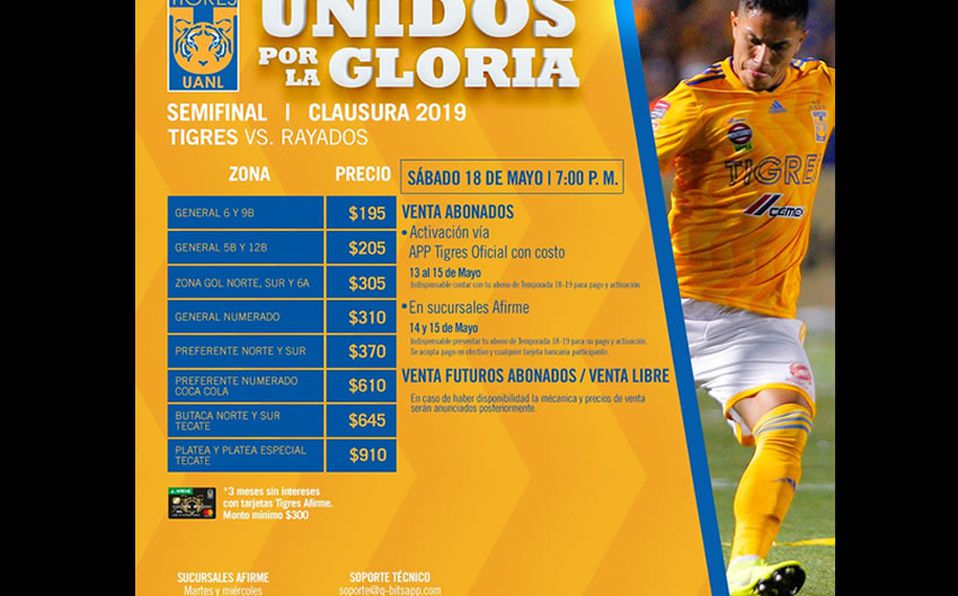 TIGRES
UANL
UNIDOS
POR LA GLORIA
SEMIFINAL | CLAUSURA 2019
TIGRES VS. RAYADOS
ZONA PRECIO
GENERAL 6 Y 9B $195
GENERAL 5B Y 12B $205
ZONA GOL NORTE, SUR Y 6A $305
GENERAL NUMERADO $310
PREFERENTE NORTE Y SUR $370
PREFERENTE NUMERADO
COCA COLA $610
BUTACA NORTE Y SUR
TECATE $645
PLATEA Y PLATEA ESPECIAL
TECATE $910
*3 meses sin intereses
con tarjetas Tigres Afirme.
Monto mínimo $300
SÁBADO 18 DE MAYO | 7:00 P. M.
VENTA ABONADOS
• Activación vía
APP Tigres Oficial con costo
13 al 15 de Mayo
Indispensable contar con tu abono de Temporada 18-19 para pago y activación.
• En sucursales Afirme
14 y 15 de Mayo
Indispensable presentar tu abono de Temporada 18-19 para su pago y activación.
Se acepta pago en efectivo y cualquier tarjeta bancaria participante.
VENTA FUTUROS ABONADOS / VENTA LIBRE
En caso de haber disponibilidad la mécanica y precios de venta
serán anunciados posteriormente.
SUCURSALES AFIRME
Martes y miércoles
SOPORTE TÉCNICO
soporte@q-bitsapp.com
TIGRES
CEMEX